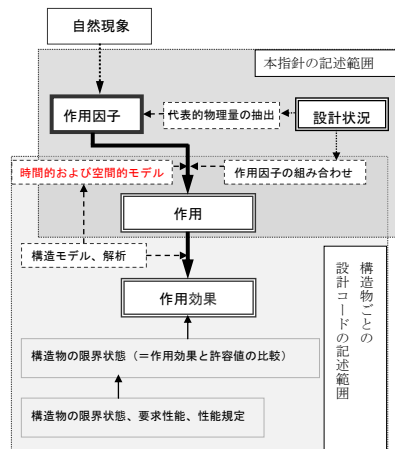 自然現象
本指針の記述範囲
作用因子
代表的物理量の抽出
設計状況
時間的および空間的モデル
作用因子の組み合わせ
作用
構造モデル、解析
作用効果
構造物ごとの
設計コードの記述範囲
構造物の限界状態（＝作用効果と許容値の比較）
構造物の限界状態、要求性能、性能規定